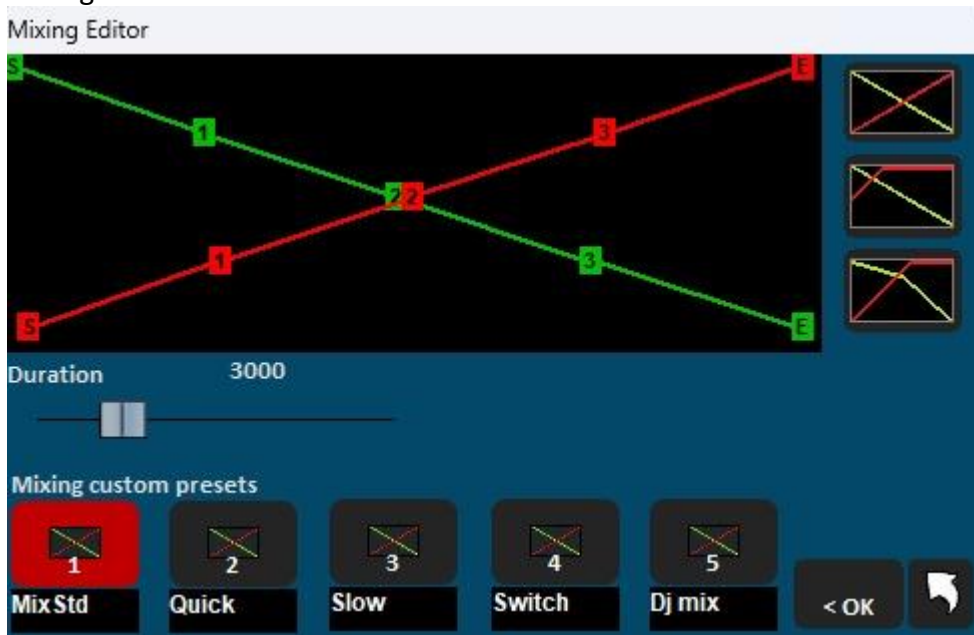 Mixing Editor
S E
1 3
2 2
1 3
S E
Duration 3000
Mixing custom presets
1 2 3 4 5
Mix Std Quick Slow Switch Dj mix
< OK